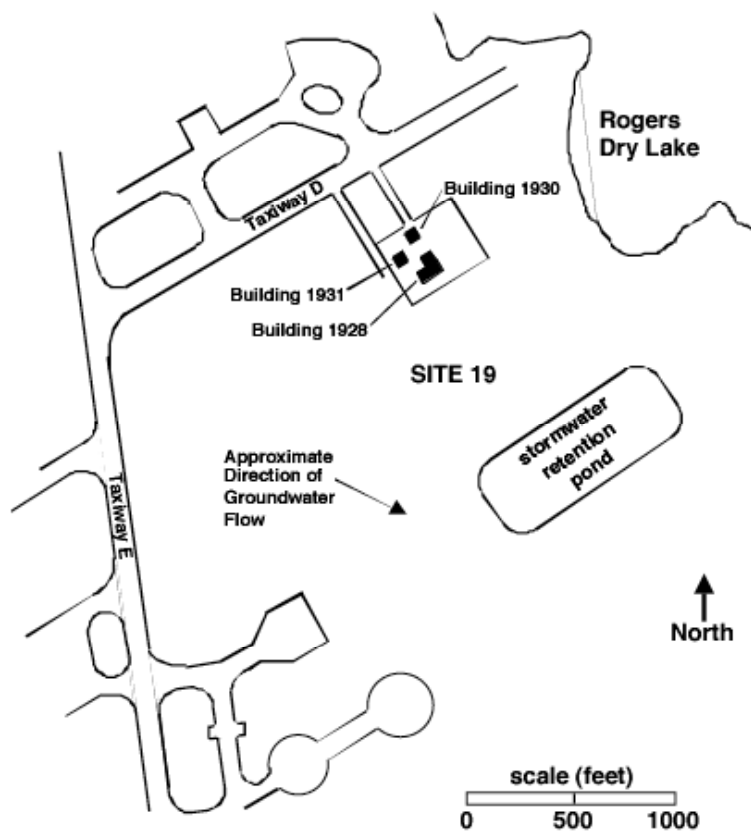 Rogers
Dry Lake
Building 1930
Taxiway D
Building 1931
Building 1928
SITE 19
stormwater
retention
pond
Approximate
Direction of
Groundwater
Flow
Taxiway E
North
scale (feet)
0 500 1000